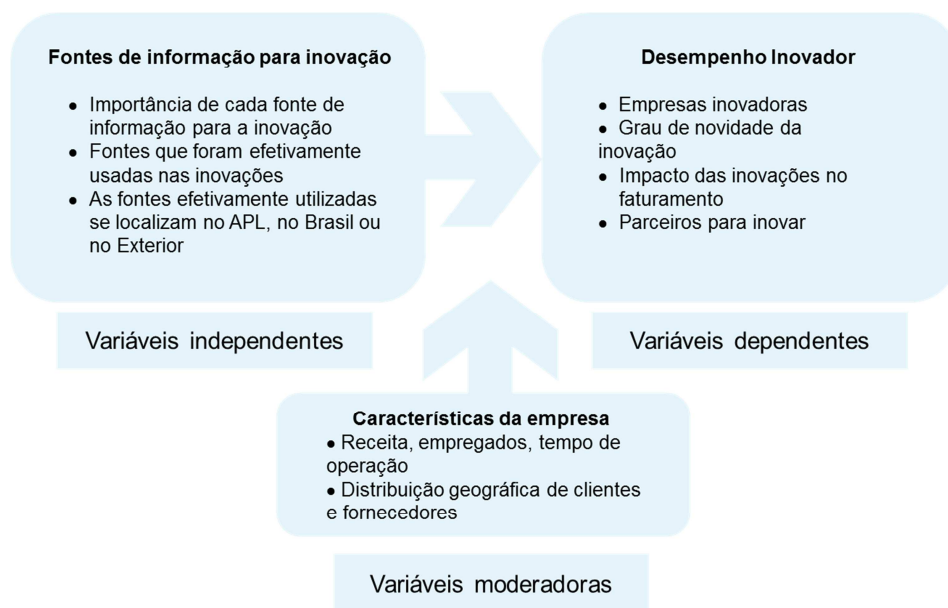 Fontes de informação para inovação
• Importância de cada fonte de
informação para a inovação
• Fontes que foram efetivamente
usadas nas inovações
• As fontes efetivamente utilizadas
se localizam no APL, no Brasil ou
no Exterior
Variáveis independentes
Desempenho Inovador
• Empresas inovadoras
• Grau de novidade da
inovação
• Impacto das inovações no
faturamento
• Parceiros para inovar
Variáveis dependentes
Características da empresa
• Receita, empregados, tempo de
operação
• Distribuição geográfica de clientes
e fornecedores
Variáveis moderadoras